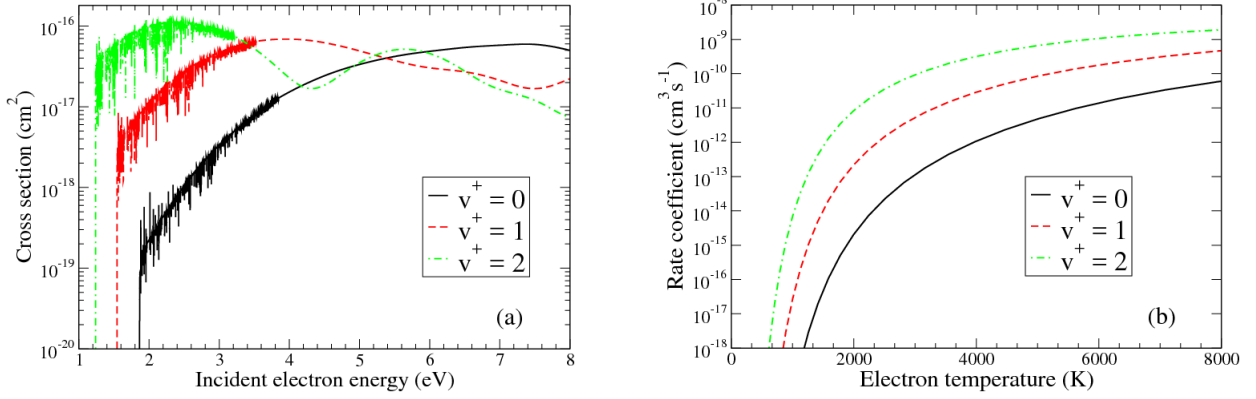 10^-16
10^-17
10^-18
10^-19
10^-20
Cross section (cm^2)
1 2 3 4 5 6 7 8
Incident electron energy (eV)
v^+ = 0
v^+ = 1
v^+ = 2
(a)
10^-8
10^-9
10^-10
10^-11
10^-12
10^-13
10^-14
10^-15
10^-16
10^-17
10^-18
Rate coefficient (cm^3 s^-1)
0 2000 4000 6000 8000
Electron temperature (K)
v^+ = 0
v^+ = 1
v^+ = 2
(b)